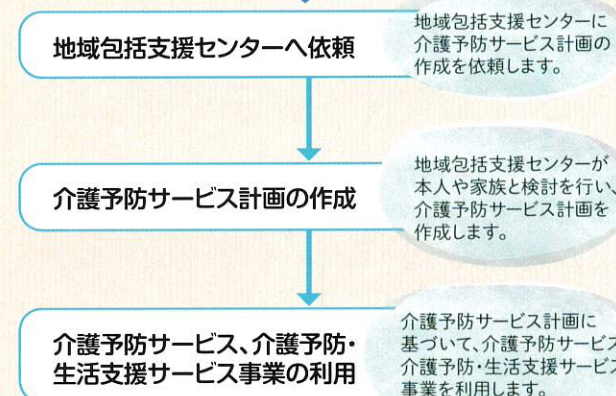 地域包括支援センターへ依頼
地域包括支援センターに
介護予防サービス計画の
作成を依頼します。
介護予防サービス計画の作成
地域包括支援センターが
本人や家族と検討を行い、
介護予防サービス計画を
作成します。
介護予防サービス、介護予防・
生活支援サービス事業の利用
介護予防サービス計画に
基づいて、介護予防サービス
介護予防・生活支援サービス
事業を利用します。